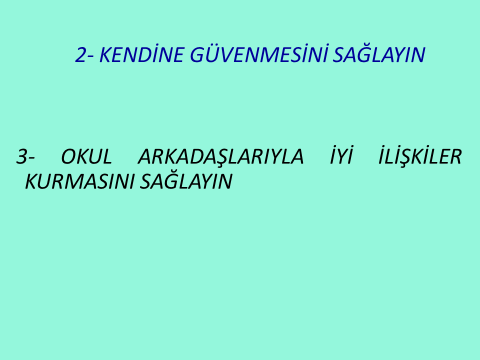 2- KENDİNE GÜVENMESİNİ SAĞLAYIN
3- OKUL ARKADAŞLARIYLA İYİ İLİŞKİLER
KURMASINI SAĞLAYIN